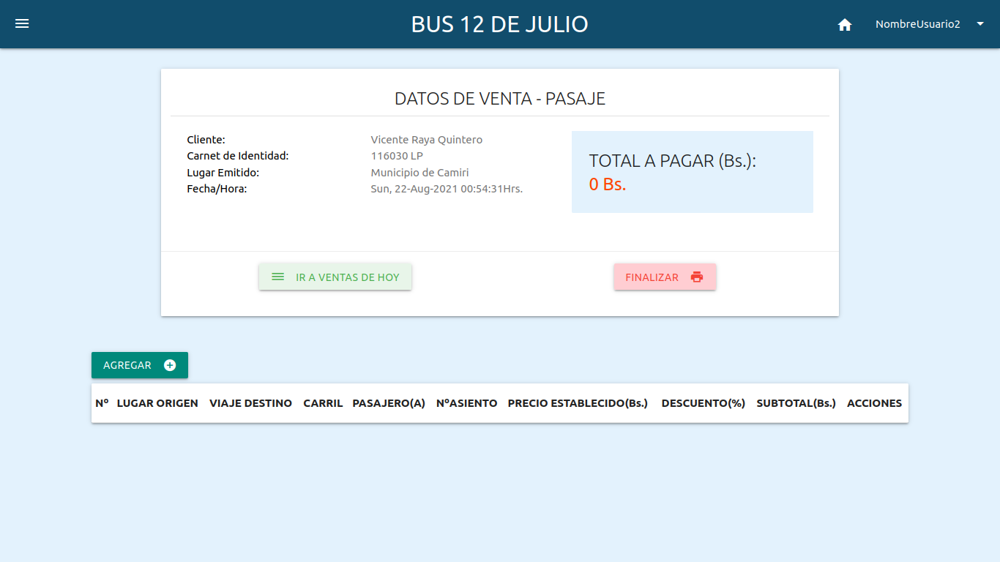 BUS 12 DE JULIO
NombreUsuario2
DATOS DE VENTA - PASAJE
Cliente: Vicente Raya Quintero
Carnet de Identidad: 116030 LP
Lugar Emitido: Municipio de Camiri
Fecha/Hora: Sun, 22-Aug-2021 00:54:31Hrs.
TOTAL A PAGAR (Bs.):
0 Bs.
IR A VENTAS DE HOY
FINALIZAR
AGREGAR
Nº LUGAR ORIGEN VIAJE DESTINO CARRIL PASAJERO(A) NºASIENTO PRECIO ESTABLECIDO(Bs.) DESCUENTO(%) SUBTOTAL(Bs.) ACCIONES